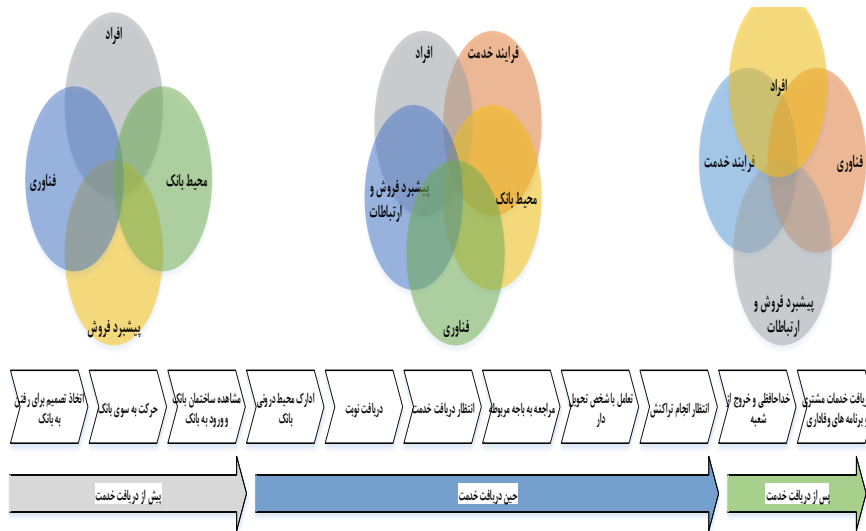 افراد
فناوری
محیط بانک
پیشبرد فروش
افراد
فرایند خدمت
پیشبرد فروش و
ارتباطات
محیط بانک
فناوری
افراد
فرایند خدمت
فناوری
پیشبرد فروش و
ارتباطات
اتخاذ تصمیم برای رفتن
به بانک
حرکت به سوی بانک
مشاهده ساختمان بانک
و ورود به بانک
ادارک محیط درونی
بانک
دریافت نوبت
انتظار دریافت خدمت
مراجعه به باجه مربوطه
تعامل با شخص تحویل
دار
انتظار انجام تراکنش
خداحافظی و خروج از
شعبه
دریافت خدمات مشتری
و برنامه های وفاداری
پیش از دریافت خدمت
حین دریافت خدمت
پس از دریافت خدمت